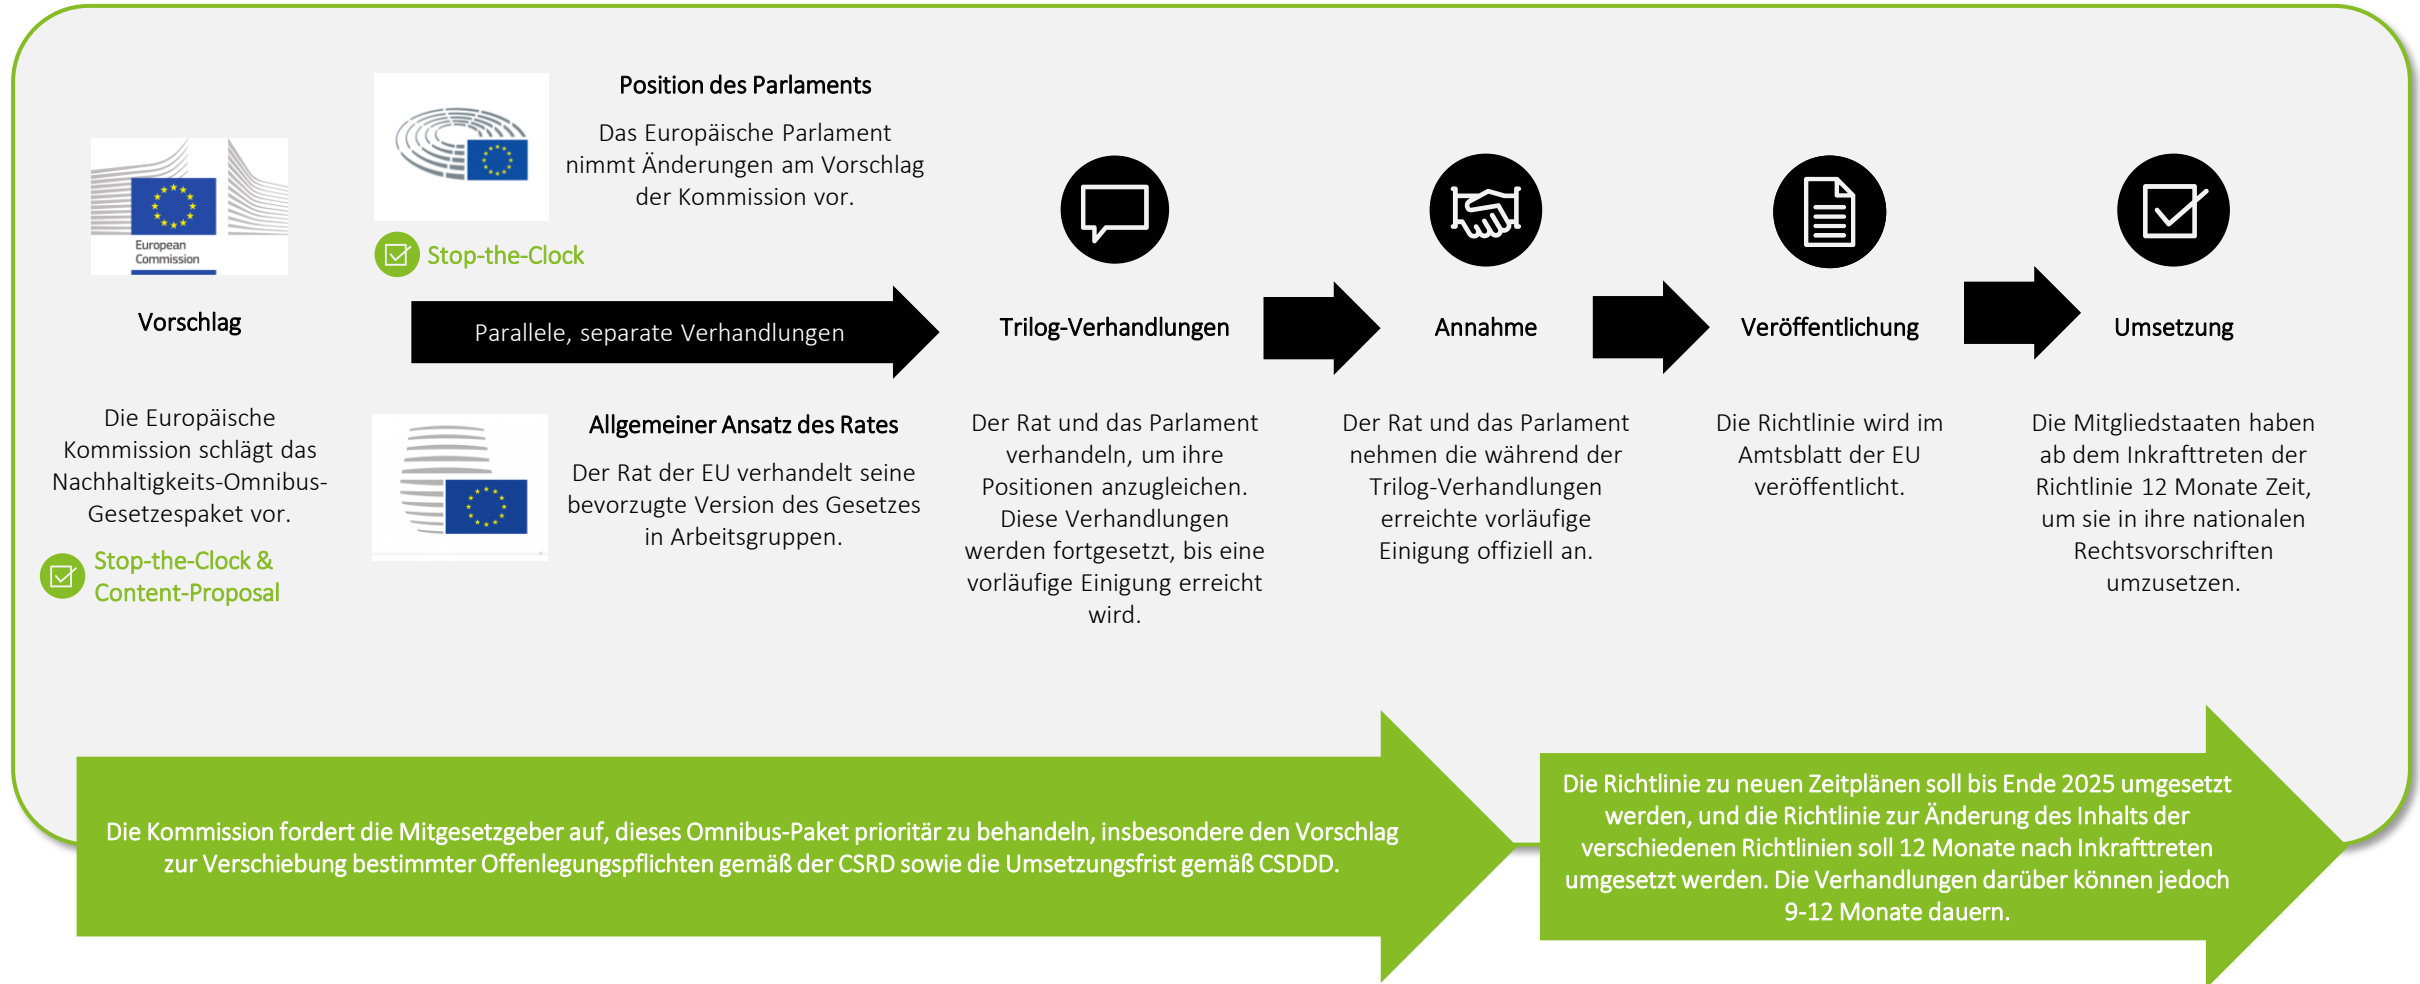 European
Commission
Vorschlag
Die Europäische
Kommission schlägt das
Nachhaltigkeits-Omnibus-
Gesetzespaket vor.
Stop-the-Clock &
Content-Proposal
Position des Parlaments
Das Europäische Parlament
nimmt Änderungen am Vorschlag
der Kommission vor.
Stop-the-Clock
Parallele, separate Verhandlungen
Allgemeiner Ansatz des Rates
Der Rat der EU verhandelt seine
bevorzugte Version des Gesetzes
in Arbeitsgruppen.
Trilog-Verhandlungen
Der Rat und das Parlament
verhandeln, um ihre
Positionen anzugleichen.
Diese Verhandlungen
werden fortgesetzt, bis eine
vorläufige Einigung erreicht
wird.
Annahme
Der Rat und das Parlament
nehmen die während der
Trilog-Verhandlungen
erreichte vorläufige
Einigung offiziell an.
Veröffentlichung
Die Richtlinie wird im
Amtsblatt der EU
veröffentlicht.
Umsetzung
Die Mitgliedstaaten haben
ab dem Inkrafttreten der
Richtlinie 12 Monate Zeit,
um sie in ihre nationalen
Rechtsvorschriften
umzusetzen.
Die Kommission fordert die Mitgesetzgeber auf, dieses Omnibus-Paket prioritär zu behandeln, insbesondere den Vorschlag
zur Verschiebung bestimmter Offenlegungspflichten gemäß der CSRD sowie die Umsetzungsfrist gemäß CSDDD.
Die Richtlinie zu neuen Zeitplänen soll bis Ende 2025 umgesetzt
werden, und die Richtlinie zur Änderung des Inhalts der
verschiedenen Richtlinien soll 12 Monate nach Inkrafttreten
umgesetzt werden. Die Verhandlungen darüber können jedoch
9-12 Monate dauern.